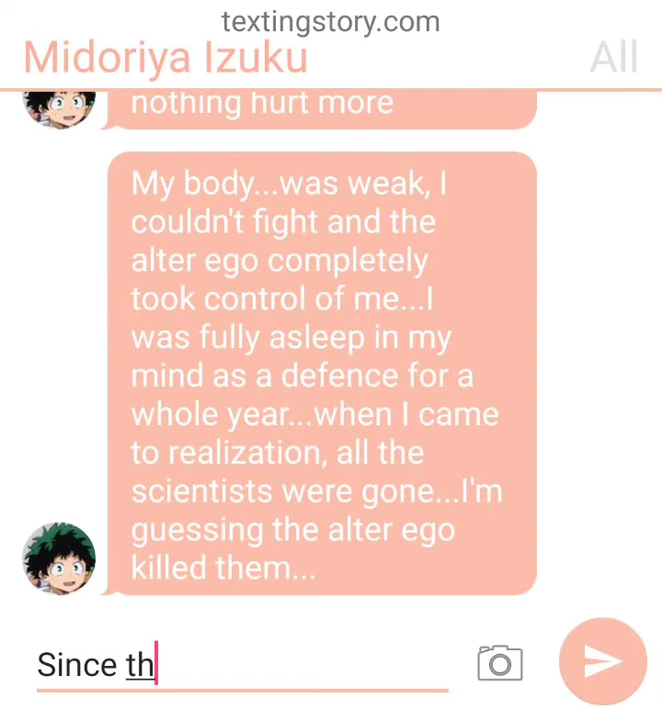 textingstory.com
Midoriya Izuku
All
nothing hurt more
My body...was weak, I
couldn't fight and the
alter ego completely
took control of me...I
was fully asleep in my
mind as a defence for a
whole year...when I came
to realization, all the
scientists were gone...I'm
guessing the alter ego
killed them...
Since th